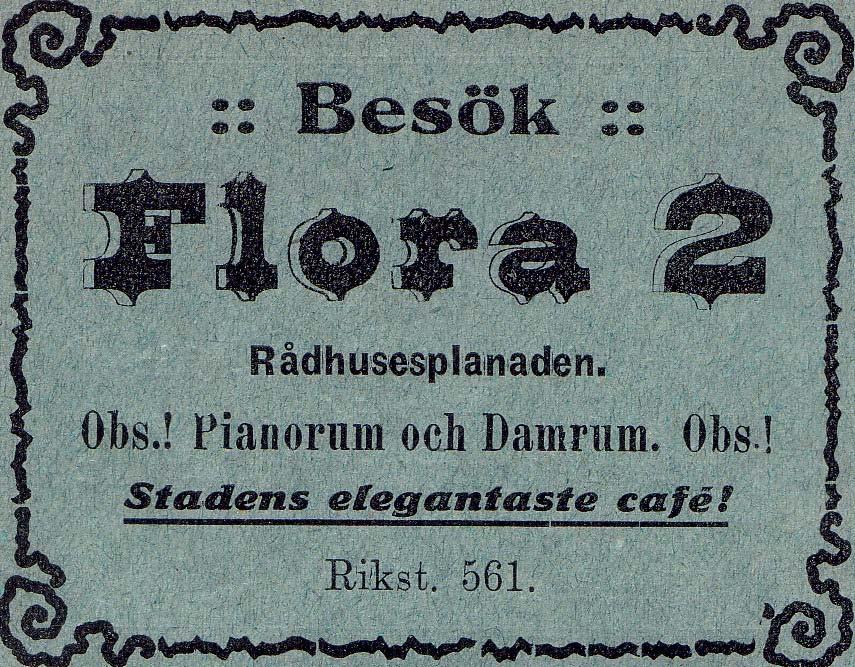 :: Besök ::
Flora 2
Rådhusesplanaden.
Obs.! Pianorum och Damrum. Obs.!
Stadens elegantaste café!
Rikst. 561.